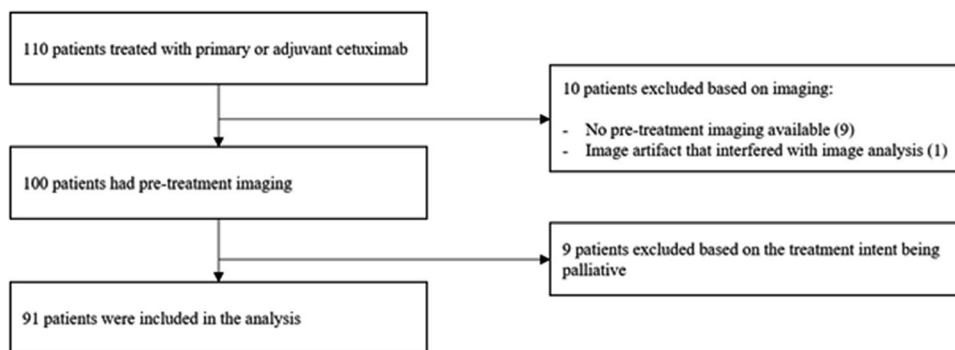 110 patients treated with primary or adjuvant cetuximab
10 patients excluded based on imaging:
- No pre-treatment imaging available (9)
- Image artifact that interfered with image analysis (1)
100 patients had pre-treatment imaging
9 patients excluded based on the treatment intent being
palliative
91 patients were included in the analysis